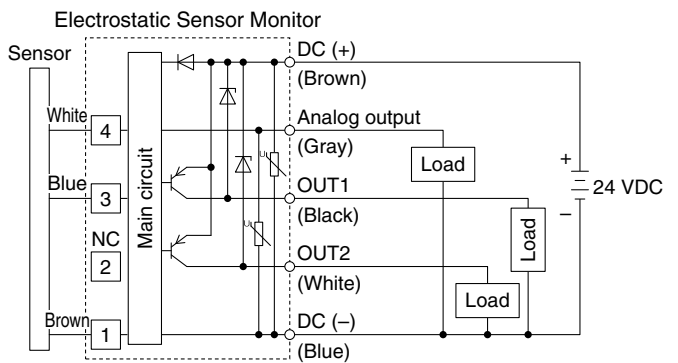 Electrostatic Sensor Monitor
Sensor
DC (+)
(Brown)
White
4
Analog output
(Gray)
Main circuit
U
Load
+
24 VDC
–
Blue
3
OUT1
(Black)
U
Load
NC
2
OUT2
(White)
Load
Brown
1
DC (–)
(Blue)